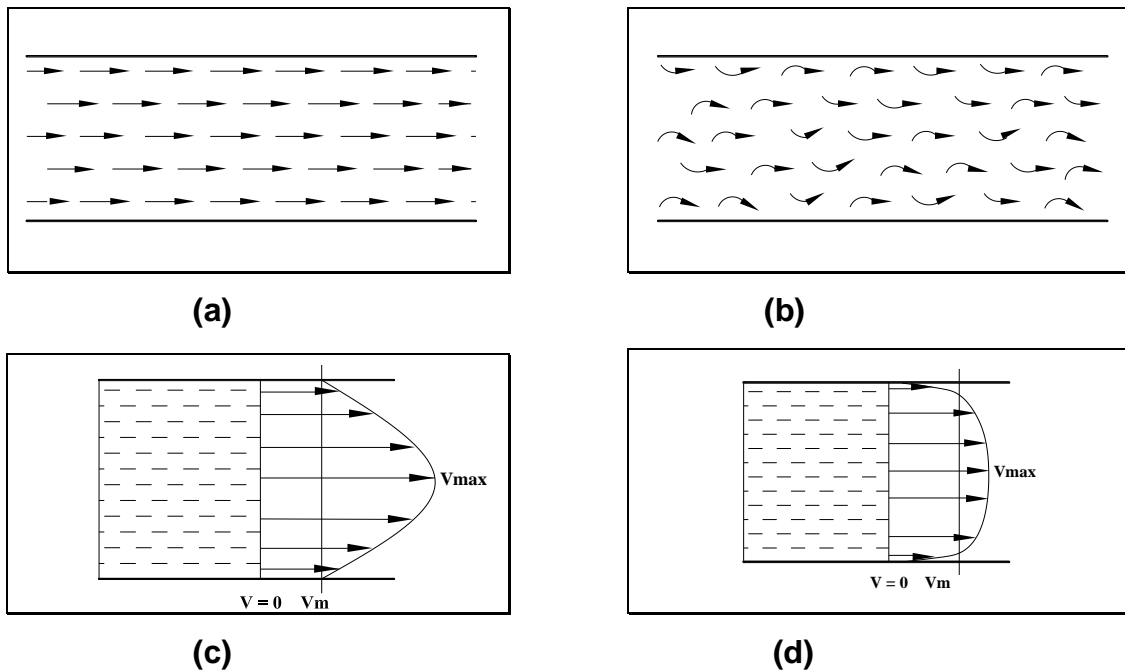 (a)
(b)
Vmax
V = 0 Vm
(c)
Vmax
V = 0 Vm
(d)